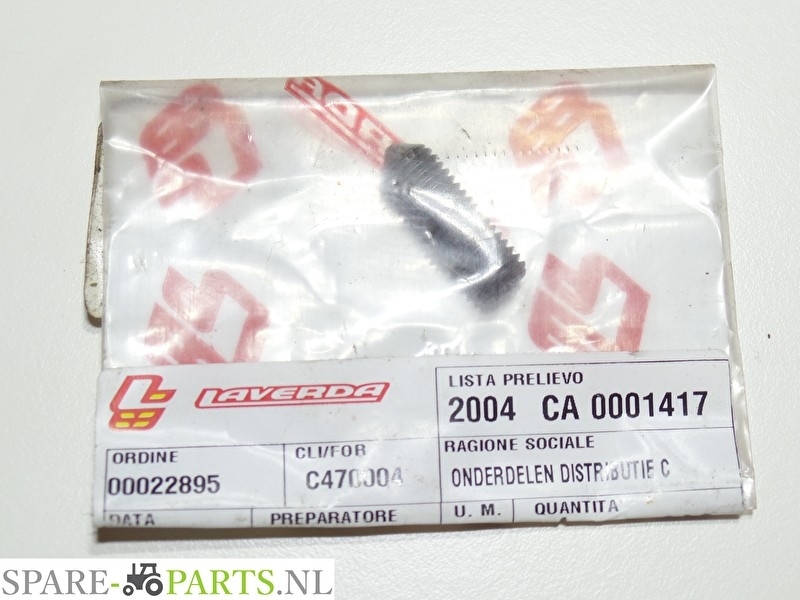 LAVERDA
LISTA PRELIEVO
2004 CA 0001417
ORDINE
00022895
CLI/FOR
C470004
RAGIONE SOCIALE
ONDERDELEN DISTRIBUTIE C
DATA
PREPARATORE
U. M.
QUANTITA
SPARE-PARTS.NL